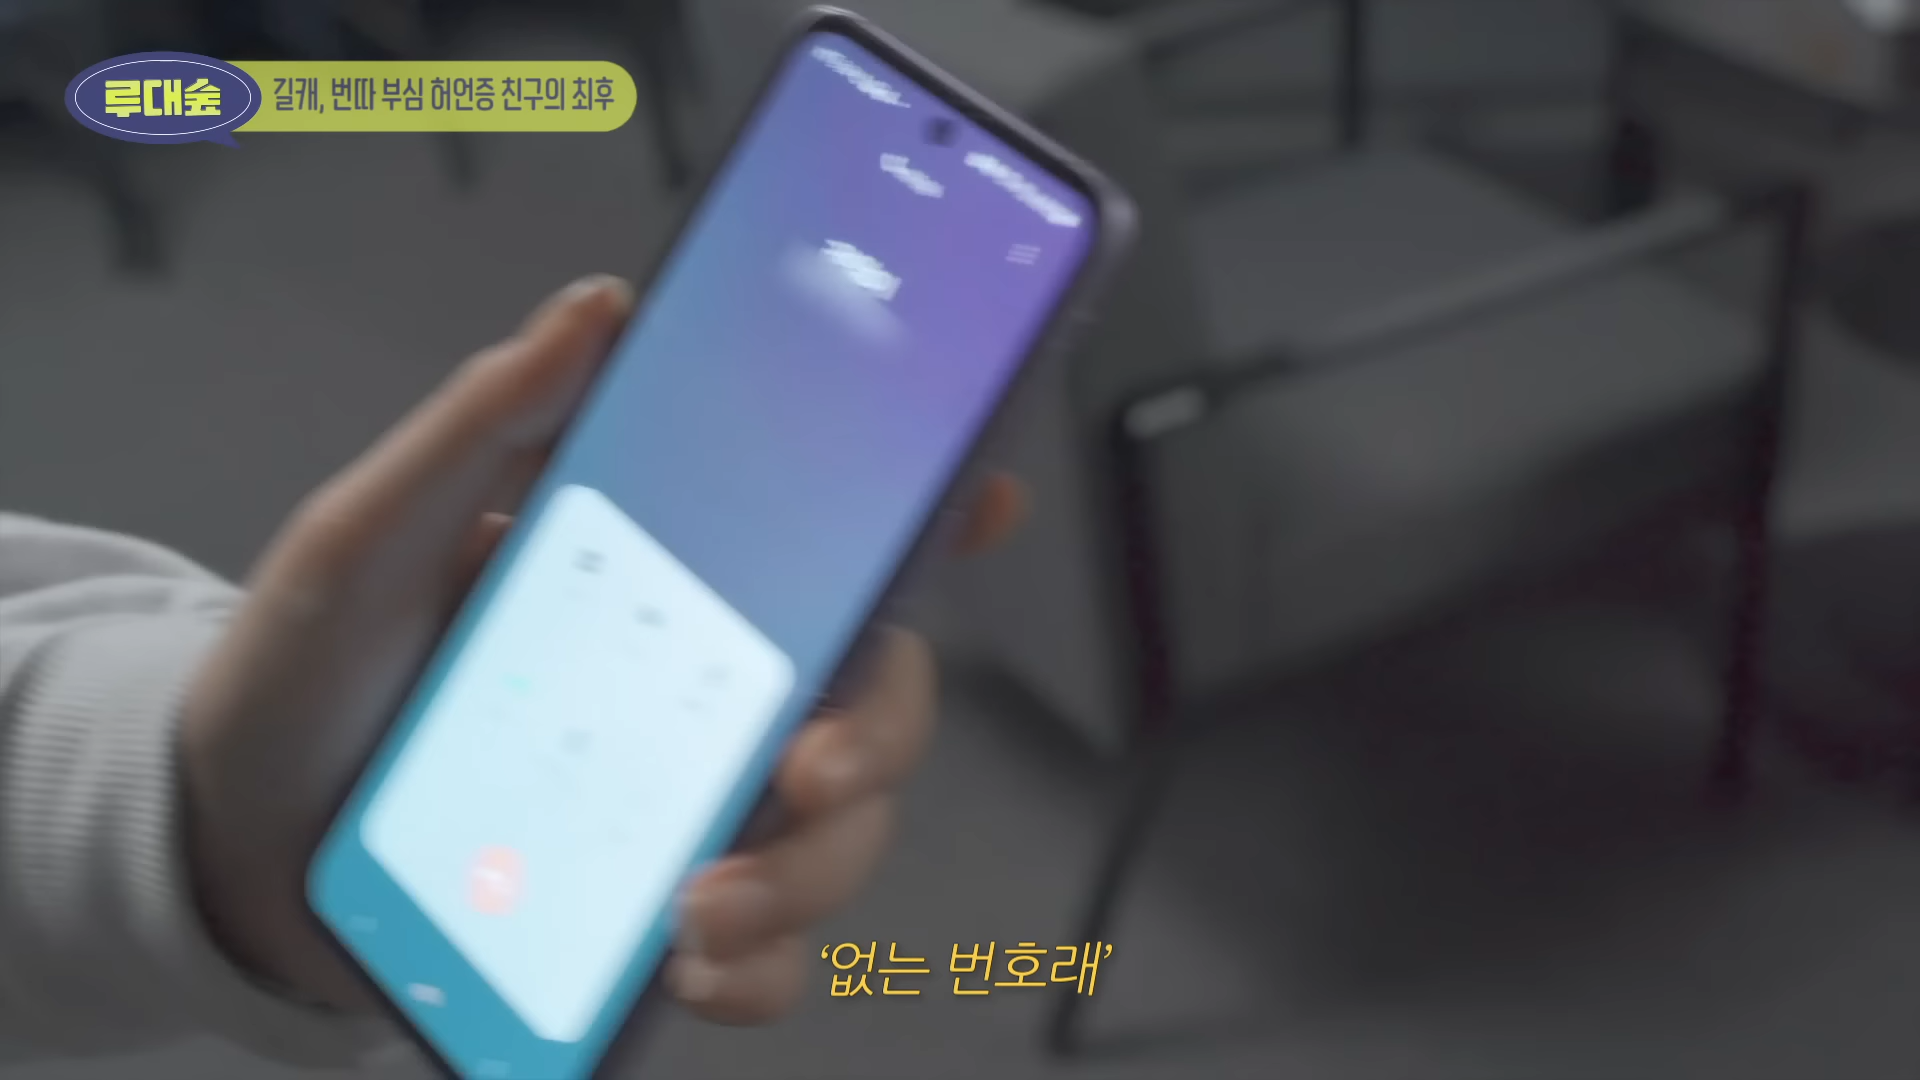 루대숲
길캐, 번따 부심 허언증 친구의 최후
‘없는 번호래’